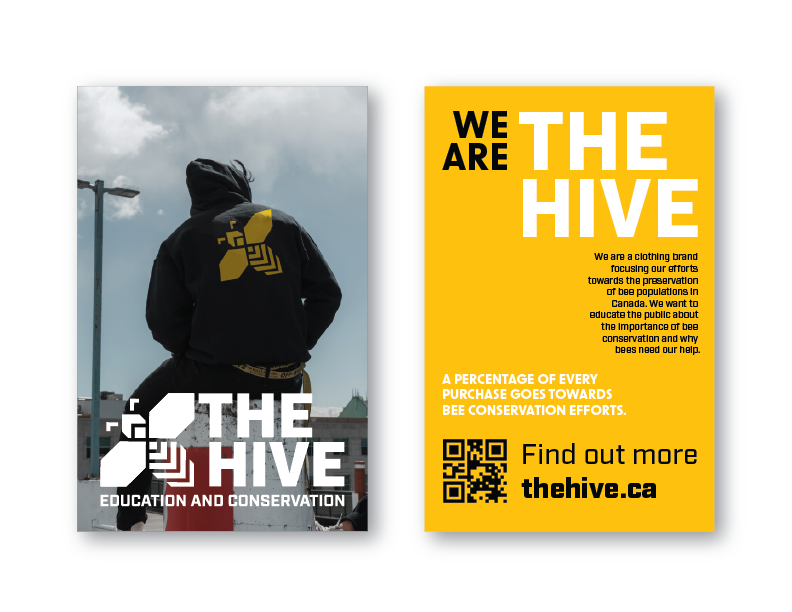 THE
HIVE
EDUCATION AND CONSERVATION
WE
ARE
THE
HIVE
We are a clothing brand
focusing our efforts
towards the preservation
of bee populations in
Canada. We want to
educate the public about
the importance of bee
conservation and why
bees need our help.
A PERCENTAGE OF EVERY
PURCHASE GOES TOWARDS
BEE CONSERVATION EFFORTS.
Find out more
thehive.ca